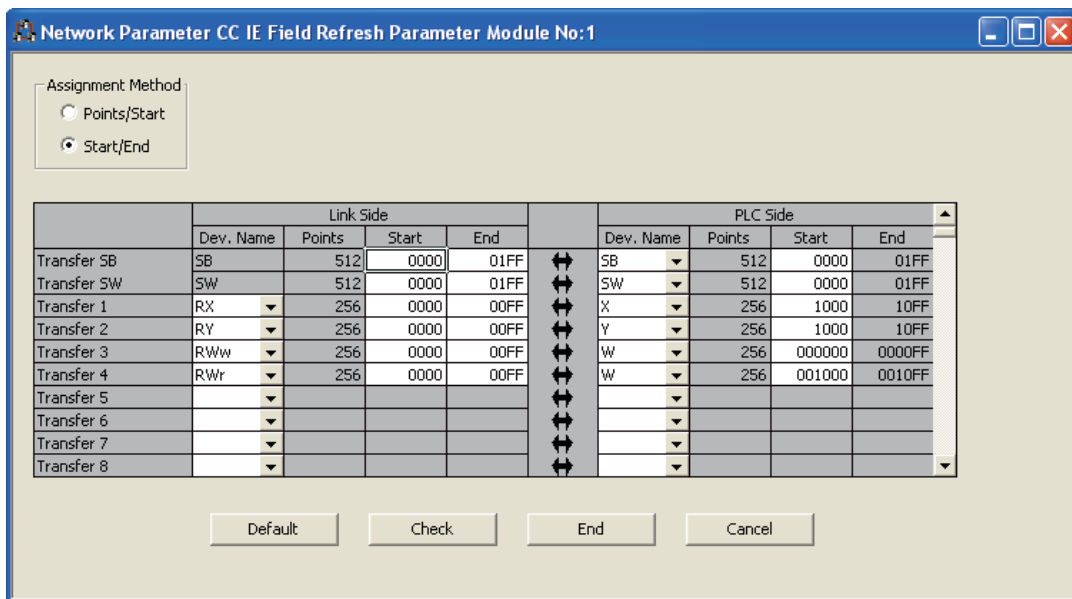 Network Parameter CC IE Field Refresh Parameter Module No:1
Assignment Method
Points/Start
Start/End
Link Side PLC Side
Dev. Name Points Start End Dev. Name Points Start End
Transfer SB SB 512 0000 01FF SB 512 0000 01FF
Transfer SW SW 512 0000 01FF SW 512 0000 01FF
Transfer 1 RX 256 0000 00FF X 256 1000 10FF
Transfer 2 RY 256 0000 00FF Y 256 1000 10FF
Transfer 3 RWw 256 0000 00FF W 256 000000 0000FF
Transfer 4 RWr 256 0000 00FF W 256 001000 0010FF
Transfer 5
Transfer 6
Transfer 7
Transfer 8
Default Check End Cancel